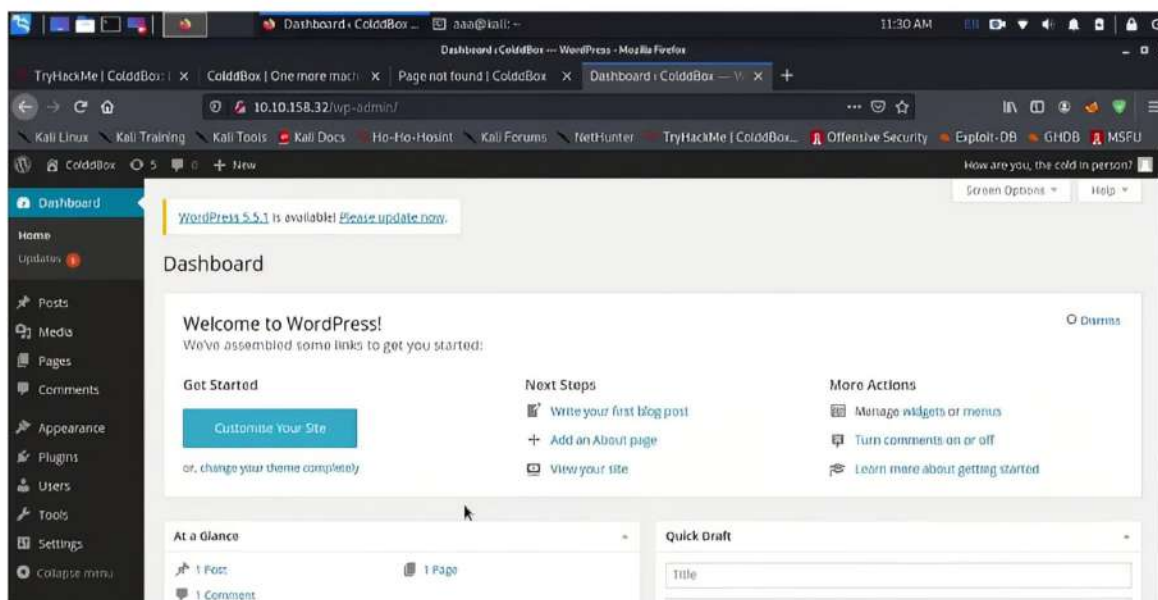 Dashboard‹ ColddBox ... aaa@kali: ~ 11:30 AM EN
Dashboard ‹ ColddBox — WordPress - Mozilla Firefox
TryHackMe | ColddBox: X ColddBox | One more mach X Page not found | ColddBox X Dashboard ‹ ColddBox — W X +
10.10.158.32/wp-admin/
Kali Linux Kali Training Kali Tools Kali Docs Ho-Ho-Hosint Kali Forums NetHunter TryHackMe | ColddBox... Offensive Security Exploit-DB GHDB MSFU
ColddBox 5 0 + New How are you, the cold in person?
Screen Options Help
Dashboard
WordPress 5.5.1 is available! Please update now.
Home
Updates
Dashboard
Posts
Welcome to WordPress! Dismiss
Media
We've assembled some links to get you started:
Pages
Comments
Get Started Next Steps More Actions
Customise Your Site Write your first blog post Manage widgets or menus
Appearance
Add an About page Turn comments on or off
Plugins
or, change your theme completely View your site Learn more about getting started
Users
Tools
Settings
At a Glance Quick Draft
Collapse menu
1 Post 1 Page Title
1 Comment